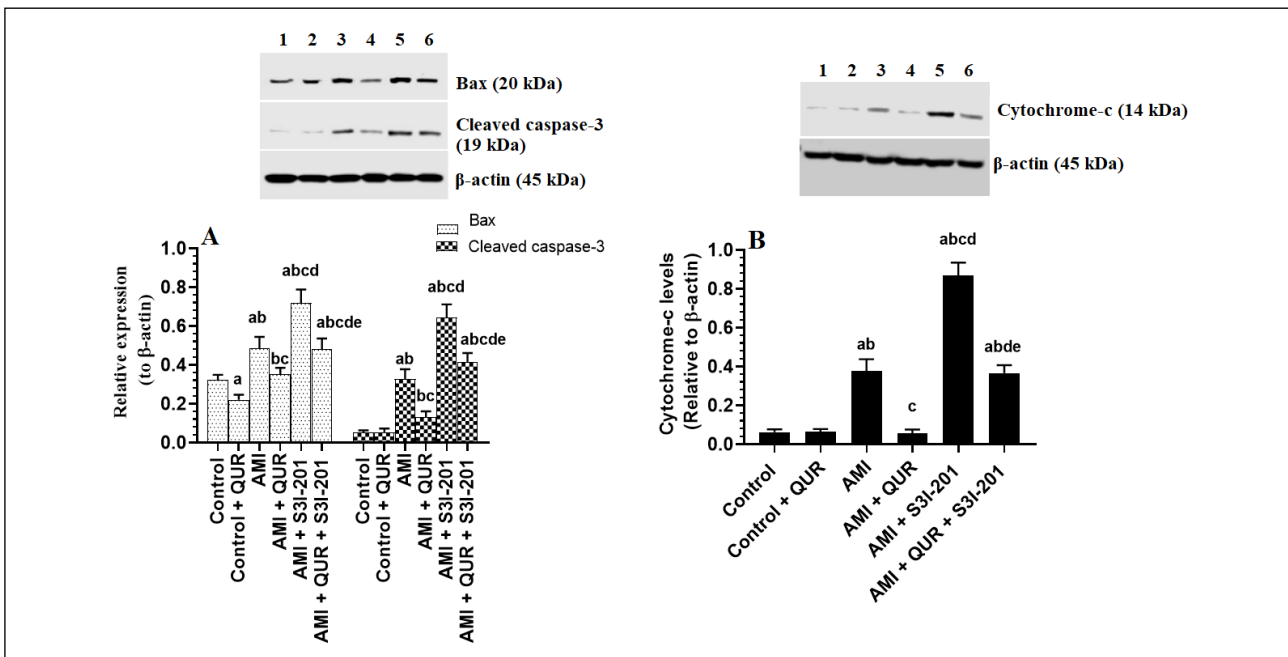 1 2 3 4 5 6
Bax (20 kDa)
Cleaved caspase-3
(19 kDa)
β-actin (45 kDa)
1 2 3 4 5 6
Cytochrome-c (14 kDa)
β-actin (45 kDa)
A
Bax
Cleaved caspase-3
Relative expression
(to β-actin)
1.0
0.8
0.6
0.4
0.2
0.0
a
ab
bc
abcd
abcde
ab
bc
abcd
abcde
Control
Control + QUR
AMI
AMI + QUR
AMI + S3I-201
AMI + QUR + S3I-201
Control
Control + QUR
AMI
AMI + QUR
AMI + S3I-201
AMI + QUR + S3I-201
B
Cytochrome-c levels
(Relative to β-actin)
1.0
0.8
0.6
0.4
0.2
0.0
ab
c
abcd
abde
Control
Control + QUR
AMI
AMI + QUR
AMI + S3I-201
AMI + QUR + S3I-201